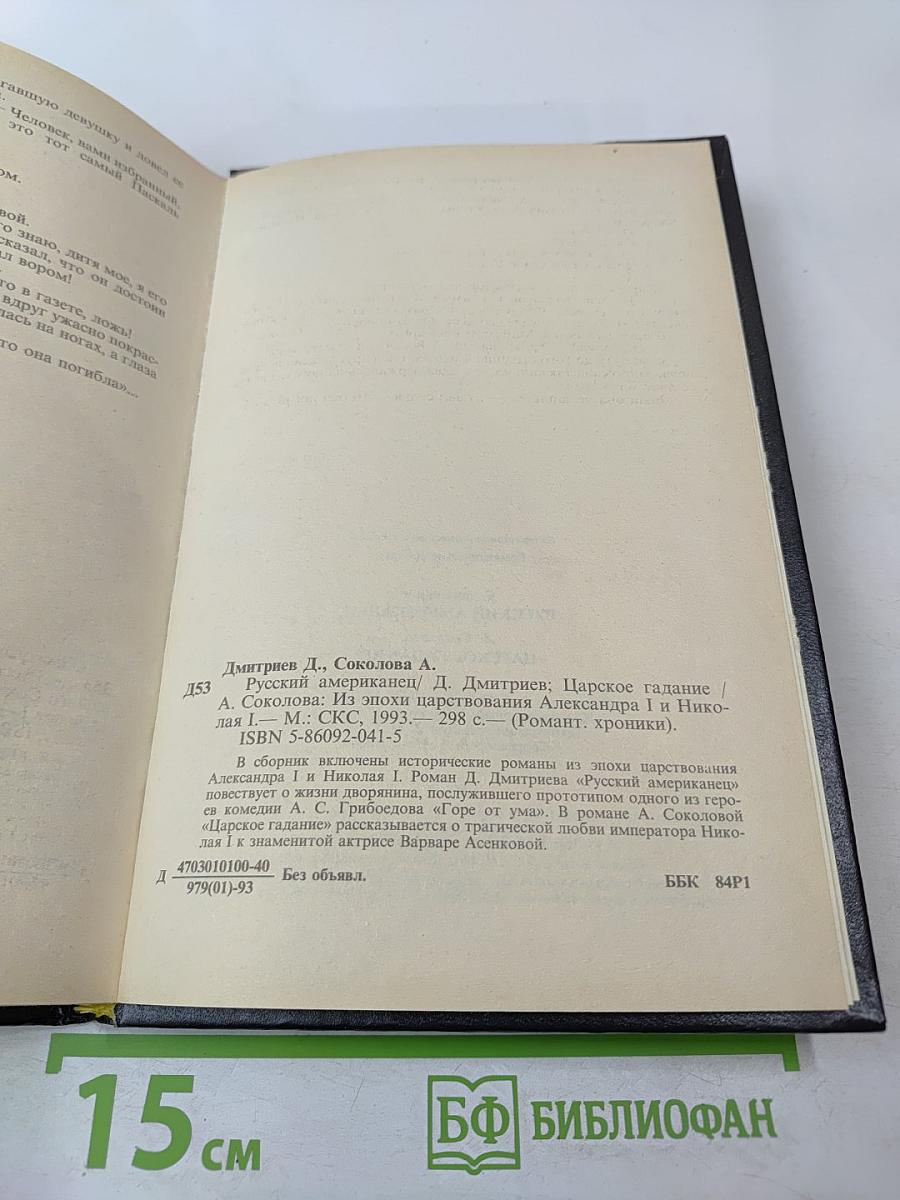 гавшую девушку и довел ее
— Человек, вами избранный,
это тот самый Паскаль
ом.
вой.
го знаю, дитя мое, я его
сказал, что он достоин
ал вором!
го в газете, ложь!
вдруг ужасно покрас-
лась на ногах, а глаза
то она погибла»...
Дмитриев Д., Соколова А.
Д53 Русский американец/ Д. Дмитриев; Царское гадание /
А. Соколова: Из эпохи царствования Александра I и Нико-
лая I.— М.: СКС, 1993.— 298 с.— (Романт. хроники).
ISBN 5-86092-041-5
В сборник включены исторические романы из эпохи царствования
Александра I и Николая I. Роман Д. Дмитриева «Русский американец»
повествует о жизни дворянина, послужившего прототипом одного из геро-
ев комедии А. С. Грибоедова «Горе от ума». В романе А. Соколовой
«Царское гадание» рассказывается о трагической любви императора Нико-
лая I к знаменитой актрисе Варваре Асенковой.
Д 4703010100-40 Без объявл.
979(01)-93
ББК 84Р1
15 см
БФ БИБЛИОФАН